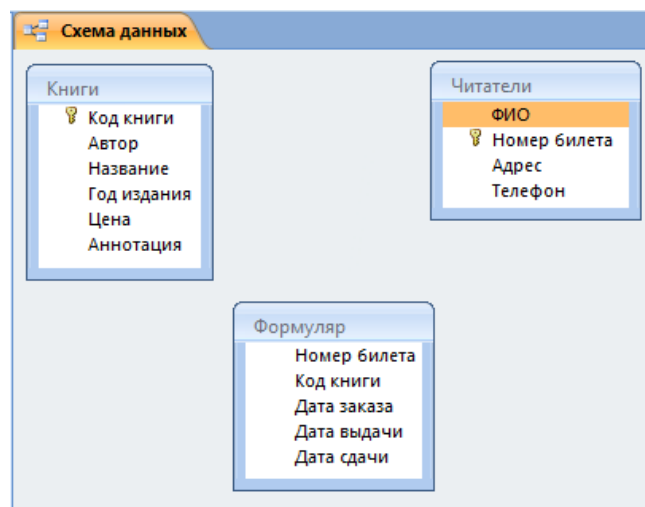 Схема данных
Книги
Код книги
Автор
Название
Год издания
Цена
Аннотация
Читатели
ФИО
Номер билета
Адрес
Телефон
Формуляр
Номер билета
Код книги
Дата заказа
Дата выдачи
Дата сдачи